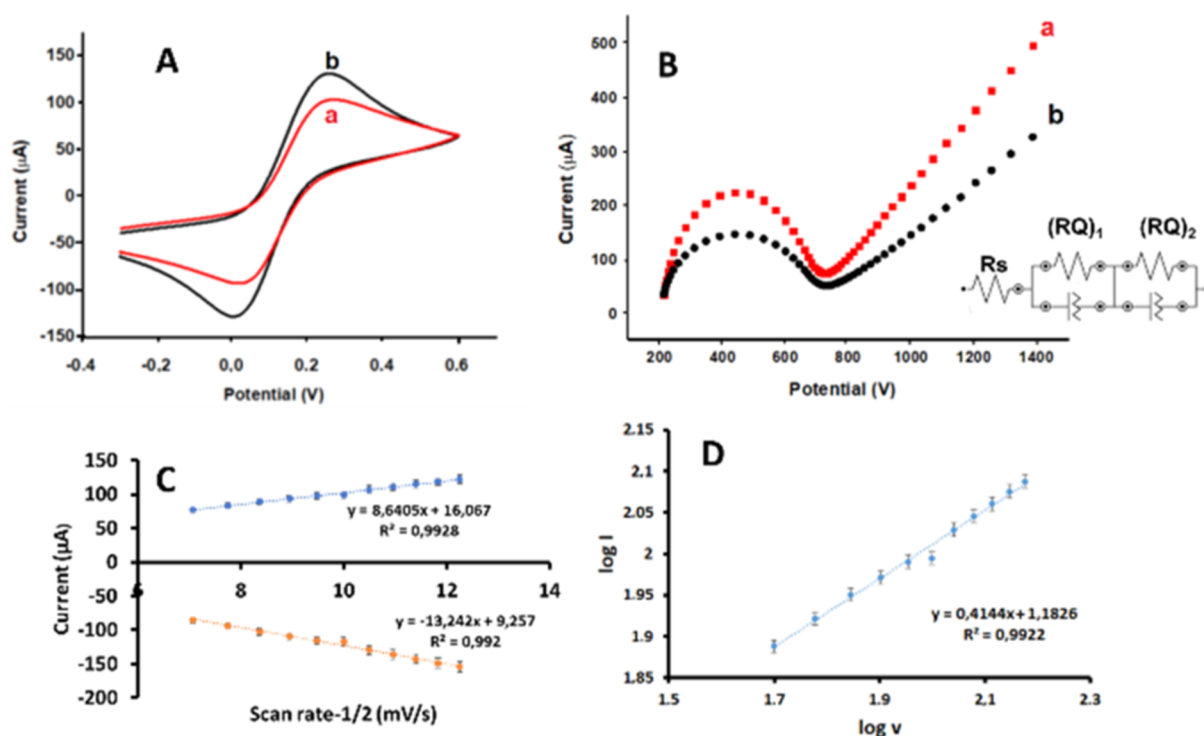 A
b
a
150
100
50
0
-50
-100
-150
-0.4
-0,2
0,0
0.2
0.4
0.6
Current (µA)
Potential (V)
B
a
b
500
400
300
200
100
0
200
400
600
800
1000
1200
1400
Current (µA)
Potential (V)
Rs
(RQ)1
(RQ)2
C
150
100
50
0
-50
-100
-150
-200
6
8
10
12
14
y = 8,6405x + 16,067
R² = 0,9928
y = -13,242x + 9,257
R² = 0,992
Current (µA)
Scan rate-1/2 (mV/s)
D
2.15
2.1
2.05
2
1.95
1.9
1.85
1.5
1.7
1.9
2.1
2.3
y = 0,4144x + 1,1826
R² = 0,9922
log I
log v